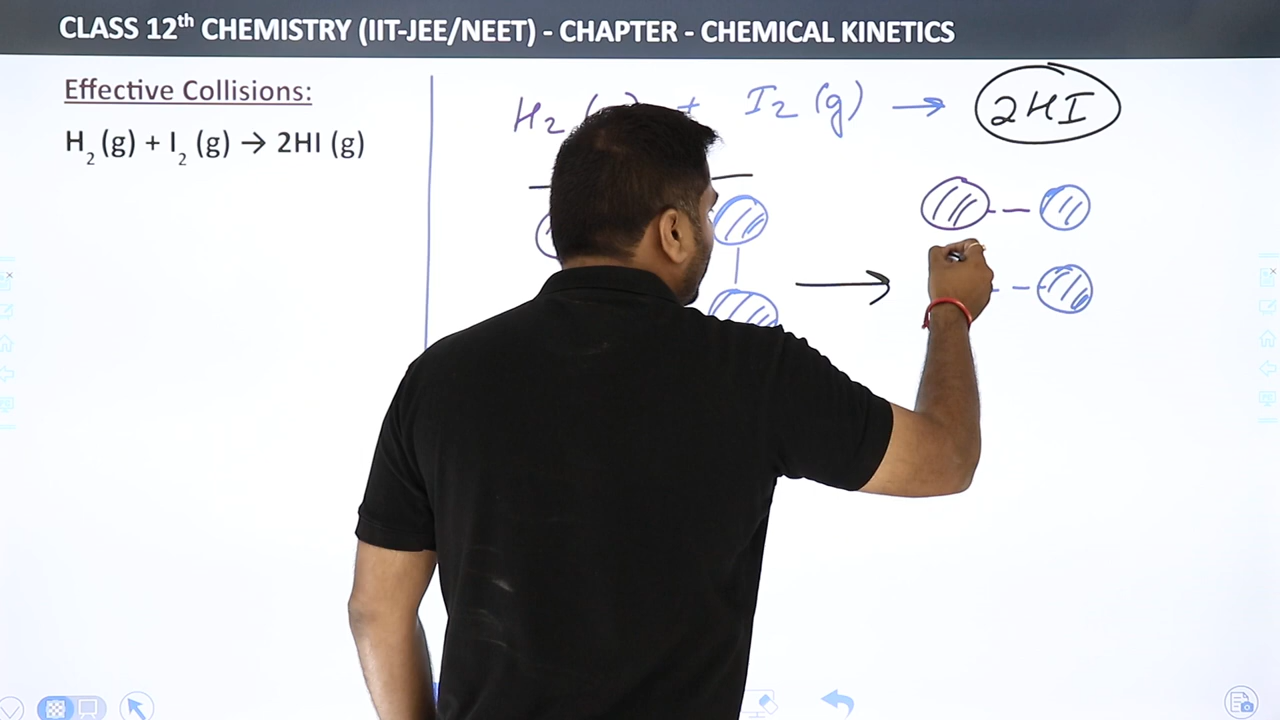 CLASS 12th CHEMISTRY (IIT-JEE/NEET) - CHAPTER - CHEMICAL KINETICS
Effective Collisions:
H2 (g) + I2 (g) → 2HI (g)
H2 ( ) + I2 (g) → 2HI